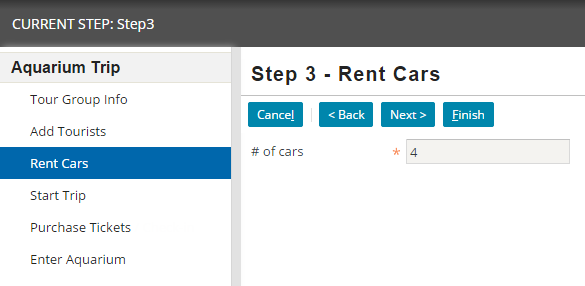 CURRENT STEP: Step3
Aquarium Trip
Tour Group Info
Add Tourists
Rent Cars
Start Trip
Purchase Tickets
Enter Aquarium
Step 3 - Rent Cars
Cancel < Back Next > Finish
# of cars * 4